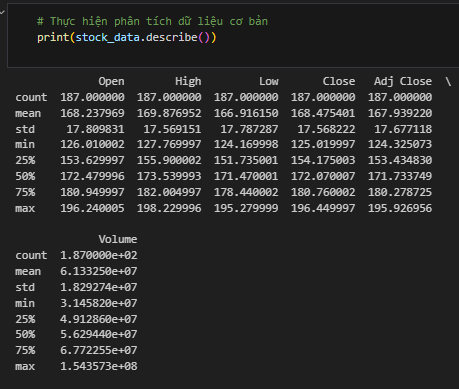 # Thực hiện phân tích dữ liệu cơ bản
print(stock_data.describe())
Open High Low Close Adj Close \
count 187.000000 187.000000 187.000000 187.000000 187.000000
mean 168.237969 169.876952 166.916150 168.475401 167.939220
std 17.809831 17.569151 17.787287 17.568222 17.677118
min 126.010002 127.769997 124.169998 125.019997 124.325073
25% 153.629997 155.900002 151.735001 154.175003 153.434830
50% 172.479996 173.539993 171.470001 172.070007 171.733749
75% 180.949997 182.004997 178.440002 180.760002 180.278725
max 196.240005 198.229996 195.279999 196.449997 195.926956
Volume
count 1.870000e+02
mean 6.133250e+07
std 1.829274e+07
min 3.145820e+07
25% 4.912860e+07
50% 5.629440e+07
75% 6.772255e+07
max 1.543573e+08